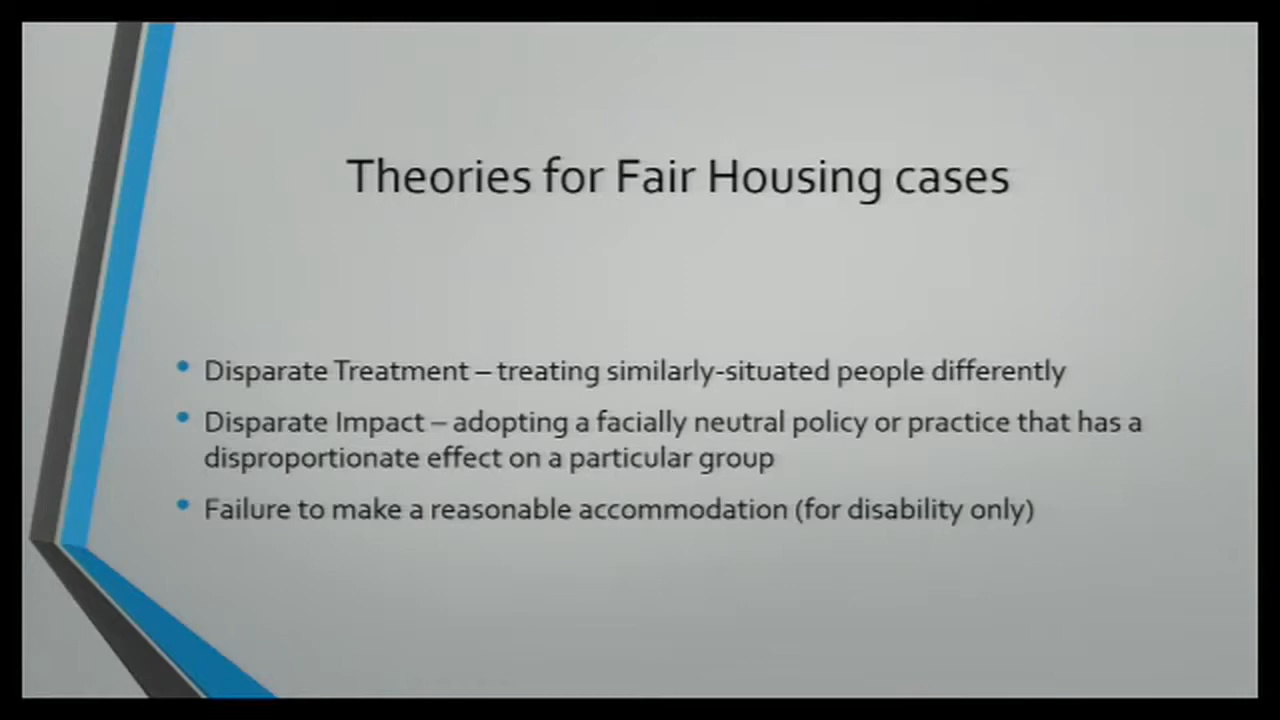 Theories for Fair Housing cases
• Disparate Treatment – treating similarly-situated people differently
• Disparate Impact – adopting a facially neutral policy or practice that has a
disproportionate effect on a particular group
• Failure to make a reasonable accommodation (for disability only)